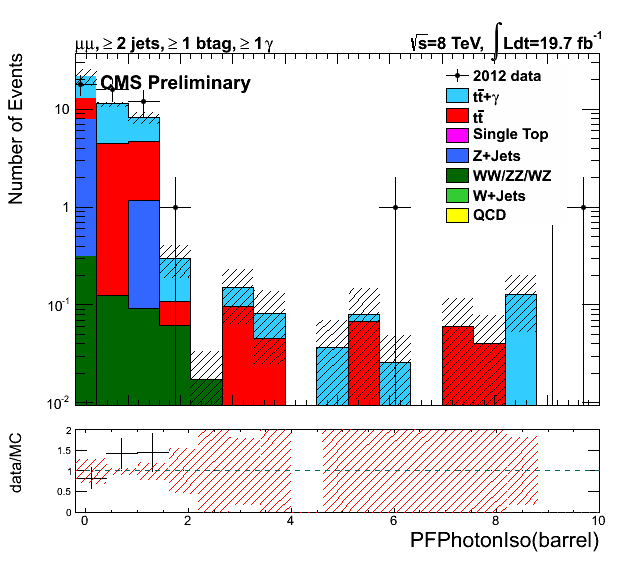 μμ, ≥ 2 jets, ≥ 1 btag, ≥ 1 γ
√s=8 TeV, ∫Ldt=19.7 fb⁻¹
CMS Preliminary
2012 data
tt̄+γ
tt̄
Single Top
Z+Jets
WW/ZZ/WZ
W+Jets
QCD
Number of Events
10
1
10⁻¹
10⁻²
data/MC
2
1.5
1
0.5
0
0 2 4 6 8 10
PFPhotonIso(barrel)